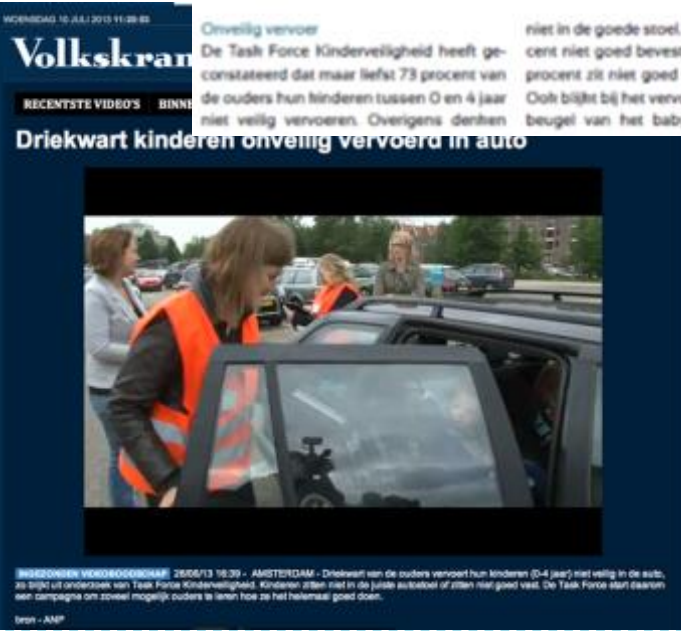 WOENSDAG 10 JULI 2013 11:28:
Volkskran
RECENTSTE VIDEO'S BINNE
Onveilig vervoer
De Task Force Kinderveiligheid heeft ge-
constateerd dat maar liefst 73 procent van
de ouders hun kinderen tussen 0 en 4 jaar
niet veilig vervoeren. Overigens denken
niet in de goede stoel.
cent niet goed bevest
procent zit niet goed
Ook blijkt bij het verv
beugel van het bab
Driekwart kinderen onveilig vervoerd in auto
INGEZONDEN VIDEOBOODSCHAP 26/06/13 16:39 - AMSTERDAM - Driekwart van de ouders vervoert hun kinderen (0-4 jaar) niet veilig in de auto,
zo blijkt uit onderzoek van Task Force Kinderveiligheid. Kinderen zitten niet in de juiste autostoel of zitten niet goed vast. De Task Force start daarom
een campagne om zoveel mogelijk ouders te leren hoe ze het helemaal goed doen.
bron - ANP